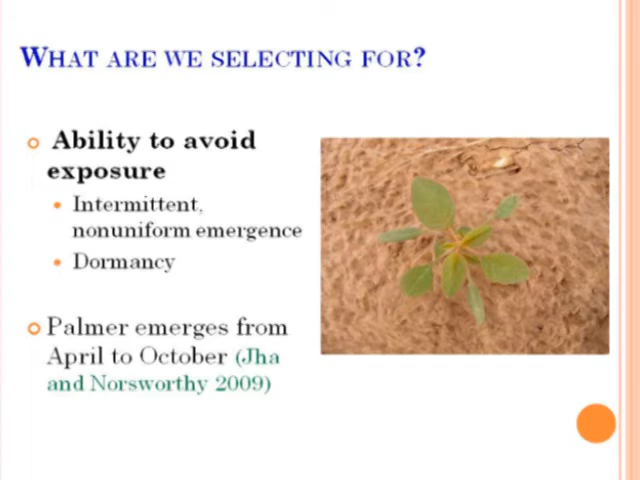 WHAT ARE WE SELECTING FOR?
Ability to avoid
exposure
Intermittent,
nonuniform emergence
Dormancy
Palmer emerges from
April to October (Jha
and Norsworthy 2009)